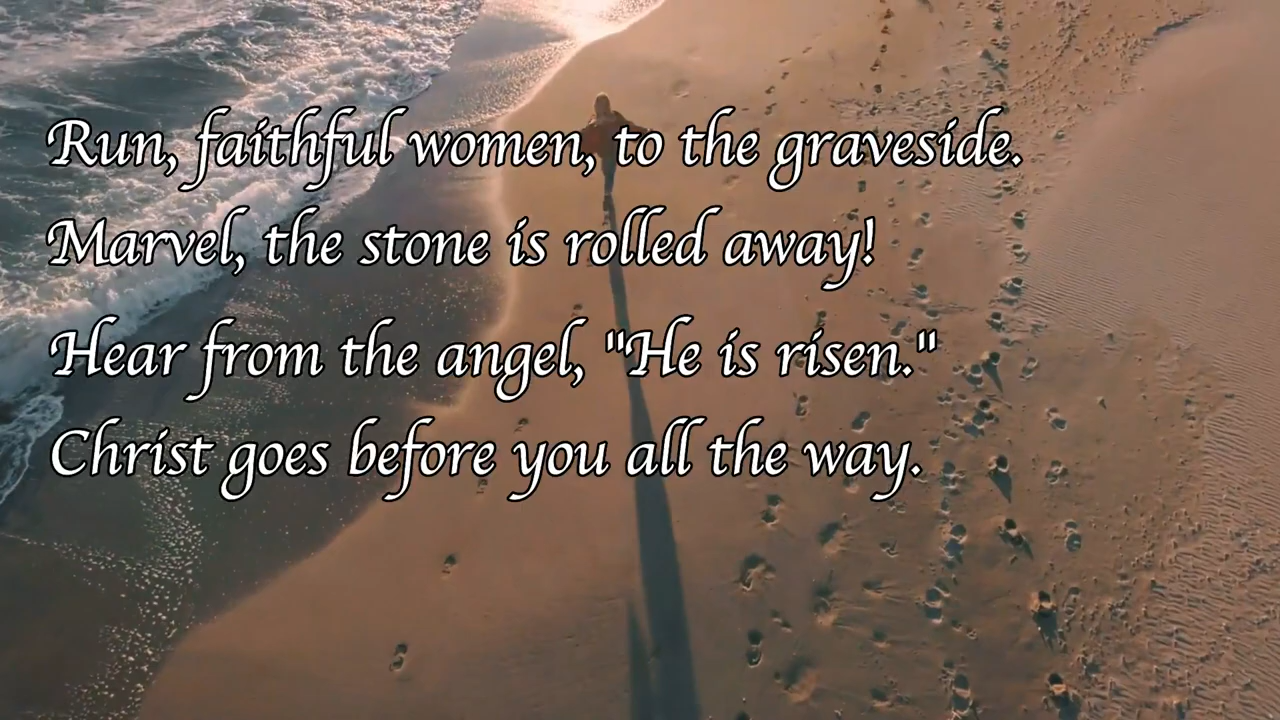 Run, faithful women, to the graveside.
Marvel, the stone is rolled away!
Hear from the angel, "He is risen."
Christ goes before you all the way.